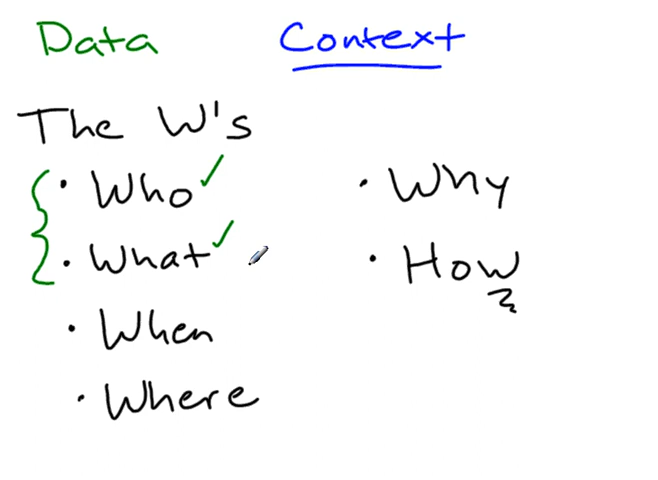 Data Context
The W's
• Who ✓
• What ✓
• When
• Where
• Why
• How